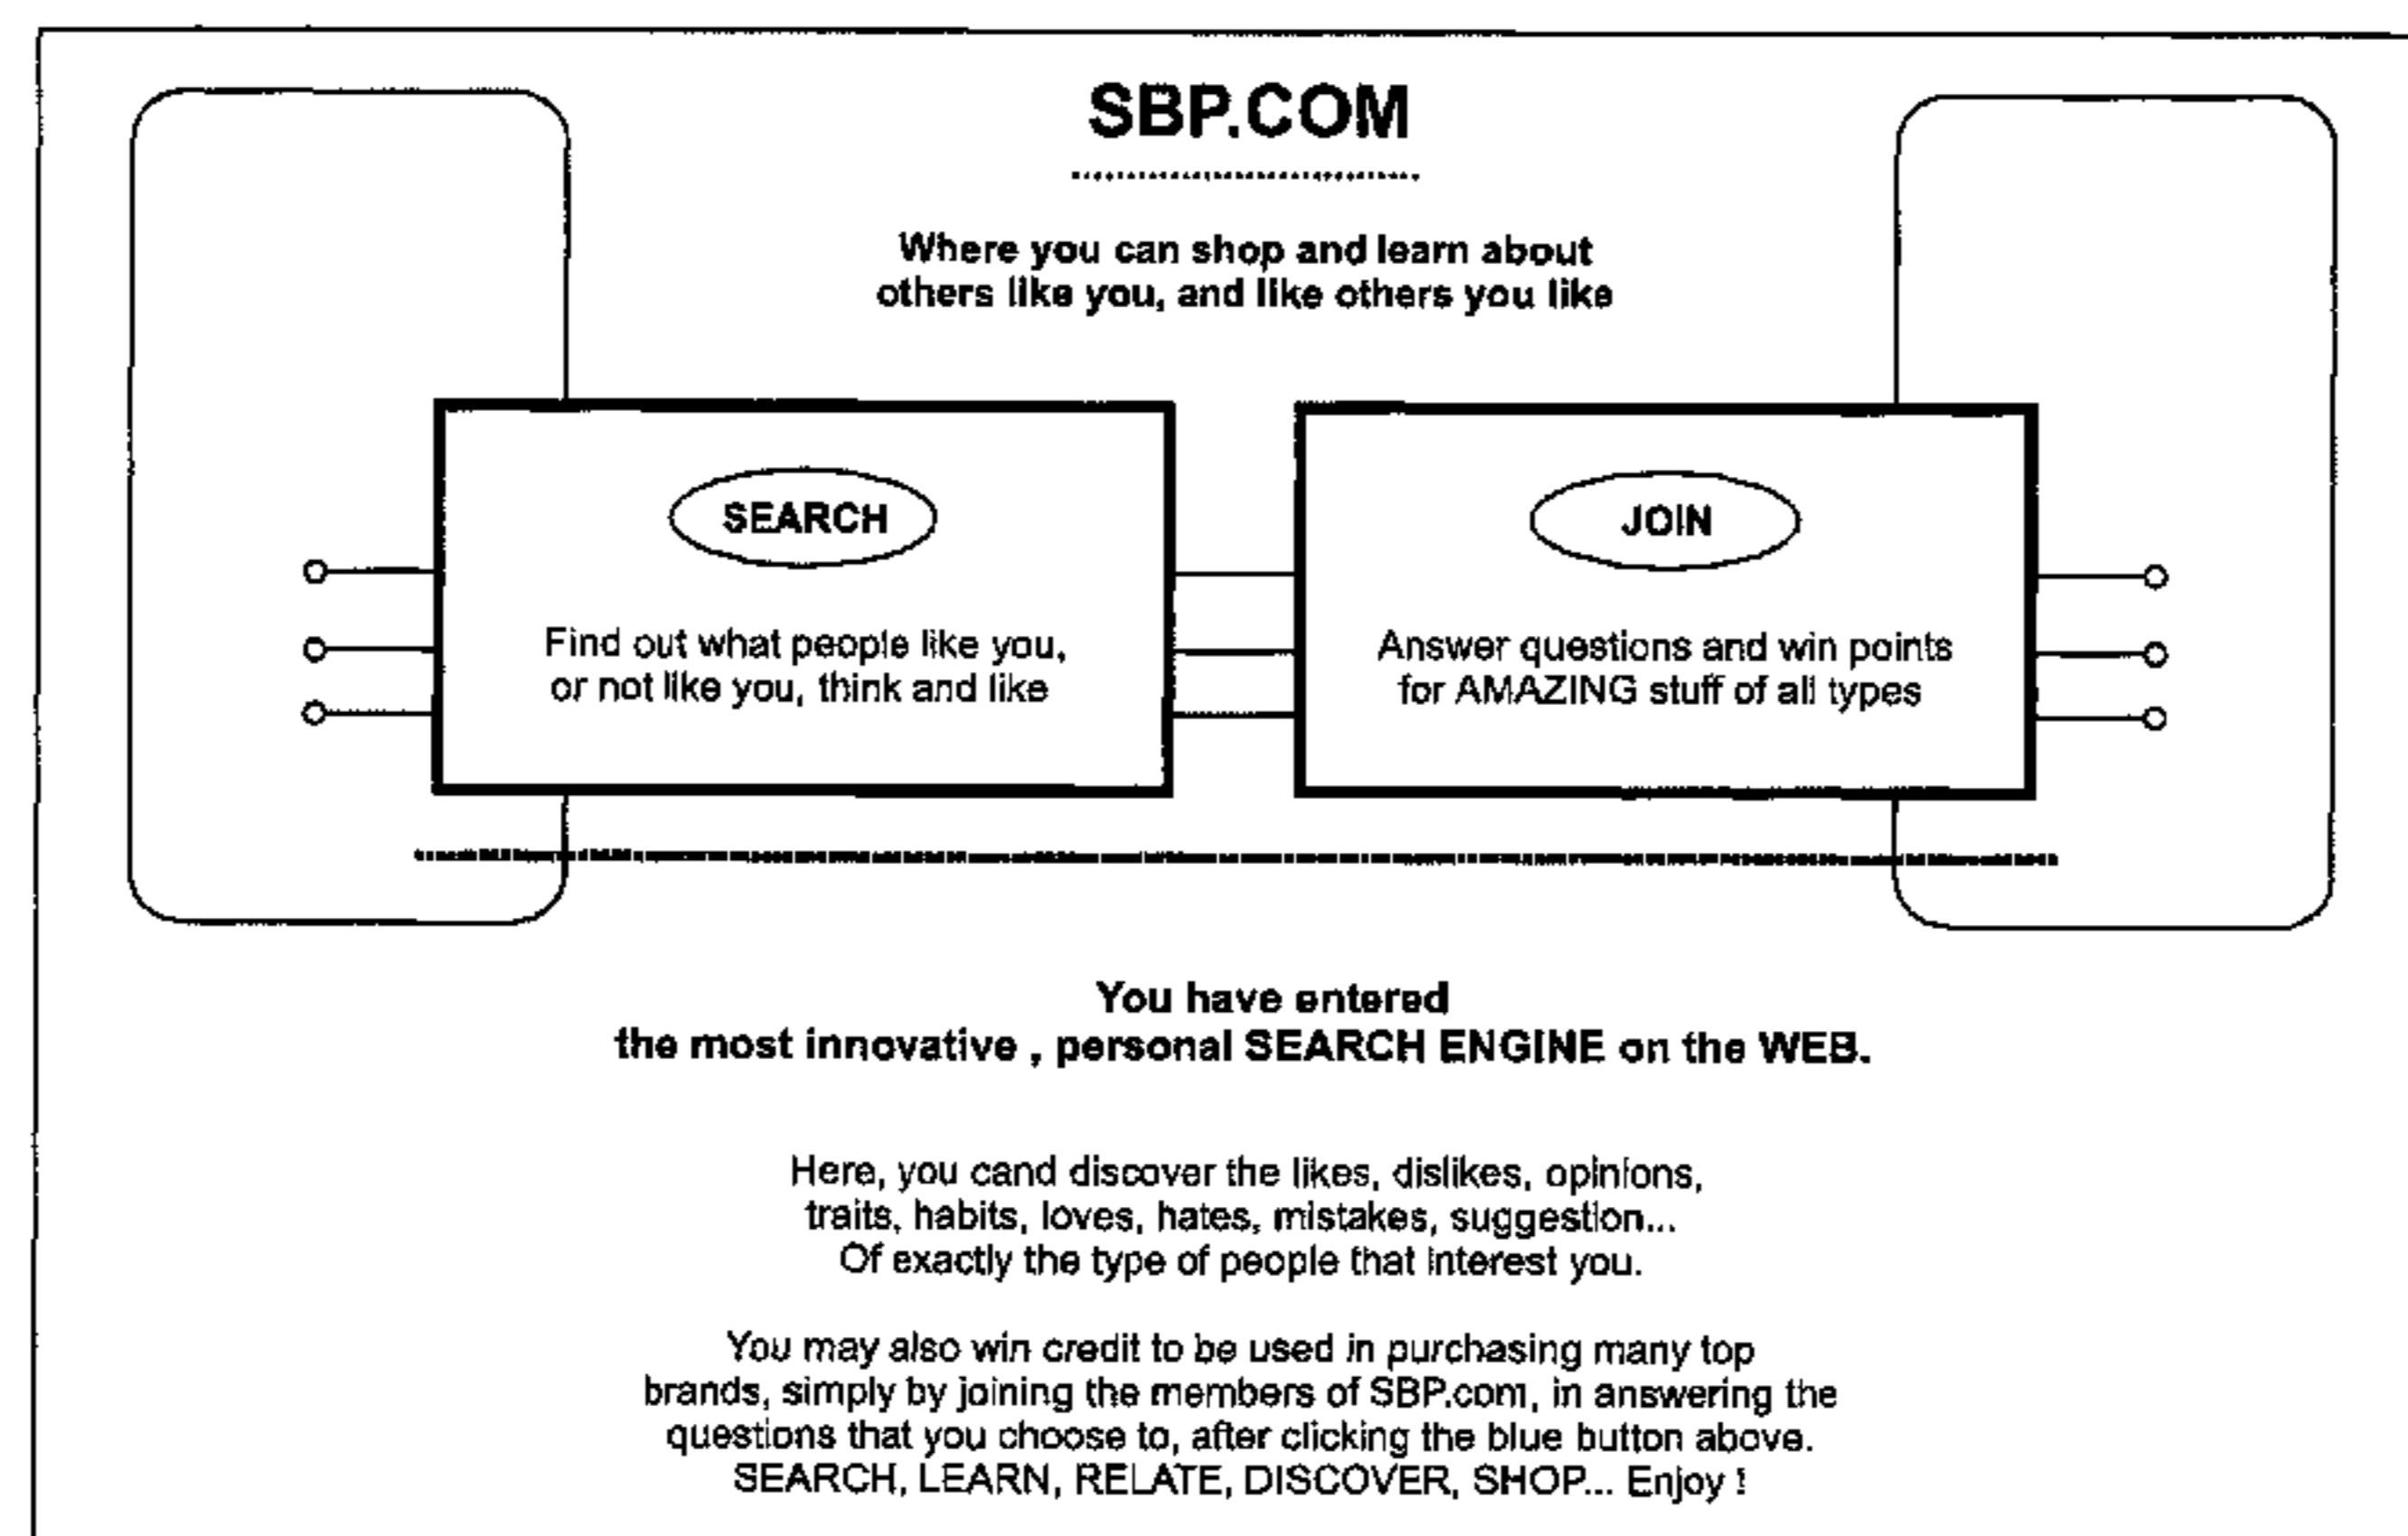 SBP.COM
Where you can shop and learn about
others like you, and like others you like
SEARCH
Find out what people like you,
or not like you, think and like
JOIN
Answer questions and win points
for AMAZING stuff of all types
You have entered
the most innovative , personal SEARCH ENGINE on the WEB.
Here, you cand discover the likes, dislikes, opinions,
traits, habits, loves, hates, mistakes, suggestion...
Of exactly the type of people that interest you.
You may also win credit to be used in purchasing many top
brands, simply by joining the members of SBP.com, in answering the
questions that you choose to, after clicking the blue button above.
SEARCH, LEARN, RELATE, DISCOVER, SHOP... Enjoy !